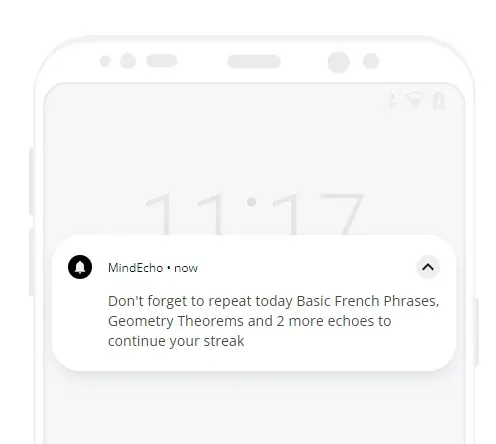 11:17
MindEcho • now
Don't forget to repeat today Basic French Phrases,
Geometry Theorems and 2 more echoes to
continue your streak